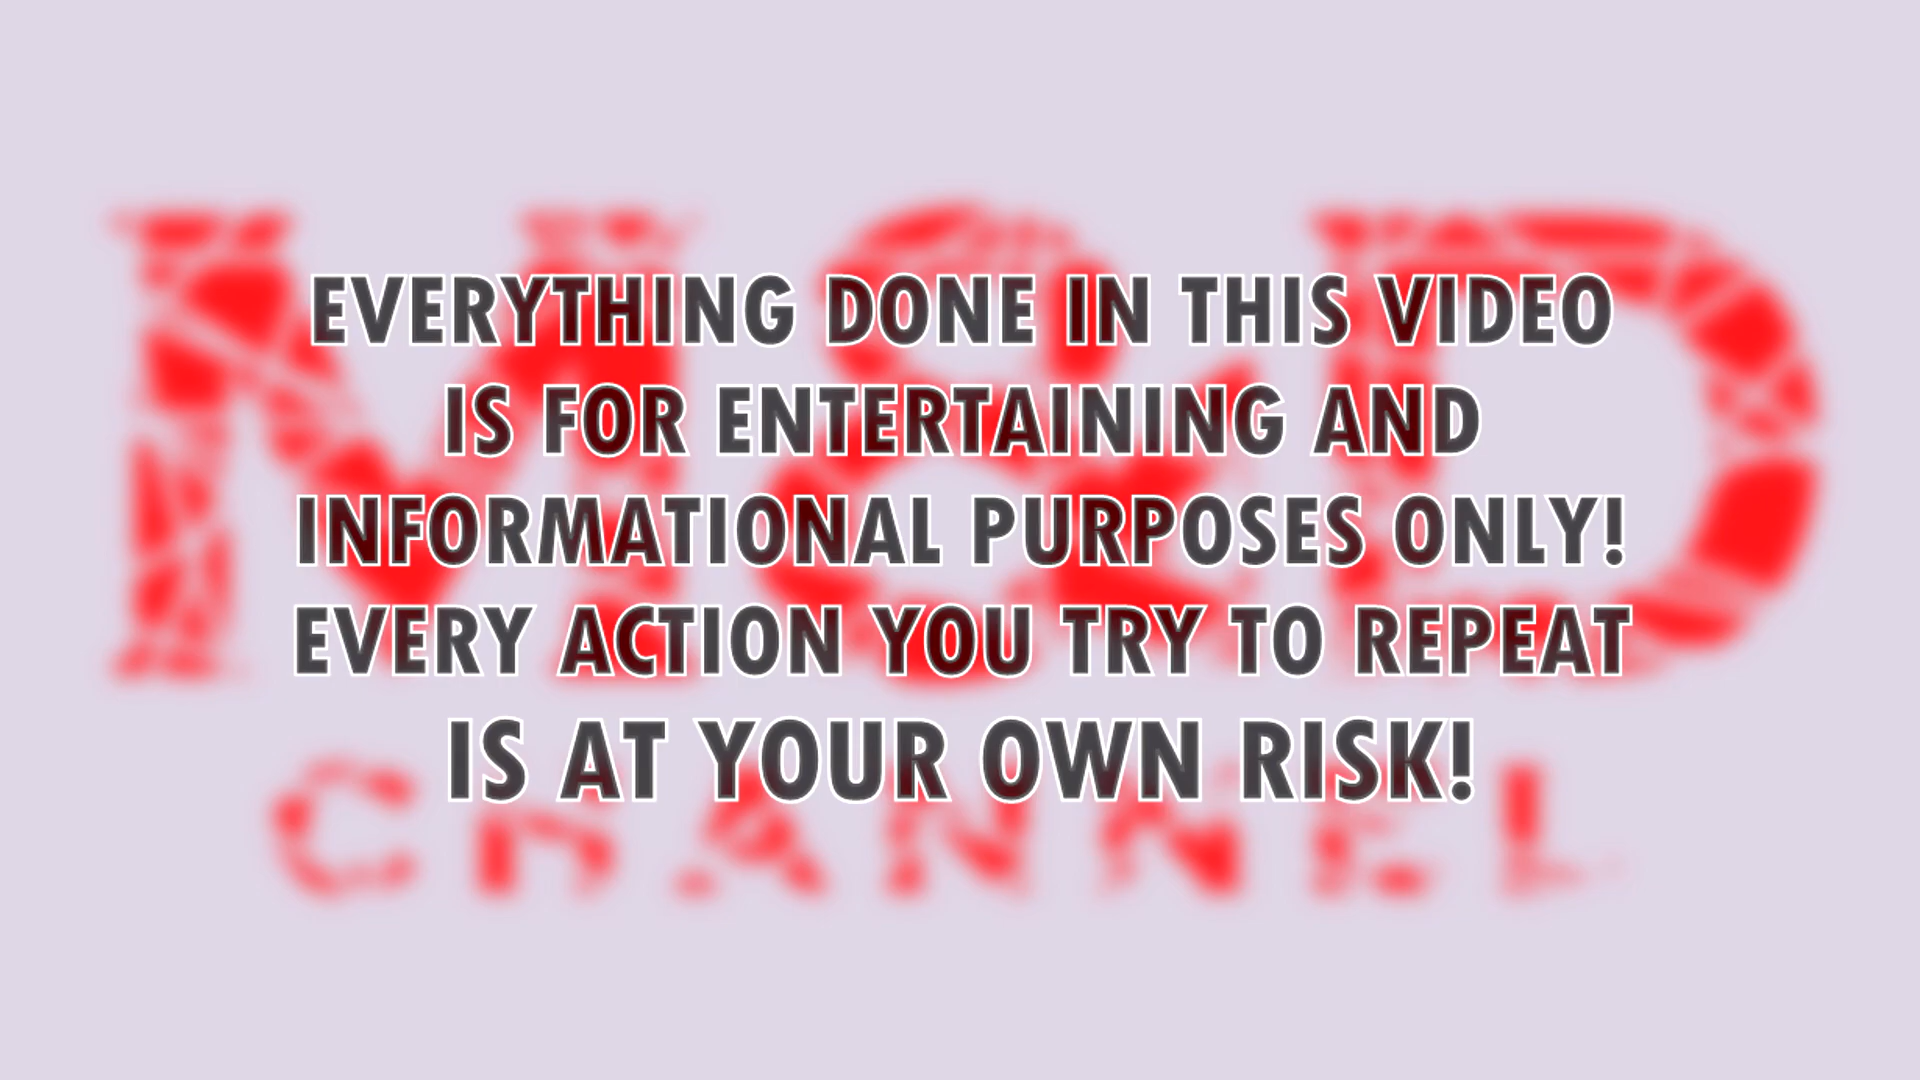 M&D
CHANNEL
EVERYTHING DONE IN THIS VIDEO
IS FOR ENTERTAINING AND
INFORMATIONAL PURPOSES ONLY!
EVERY ACTION YOU TRY TO REPEAT
IS AT YOUR OWN RISK!